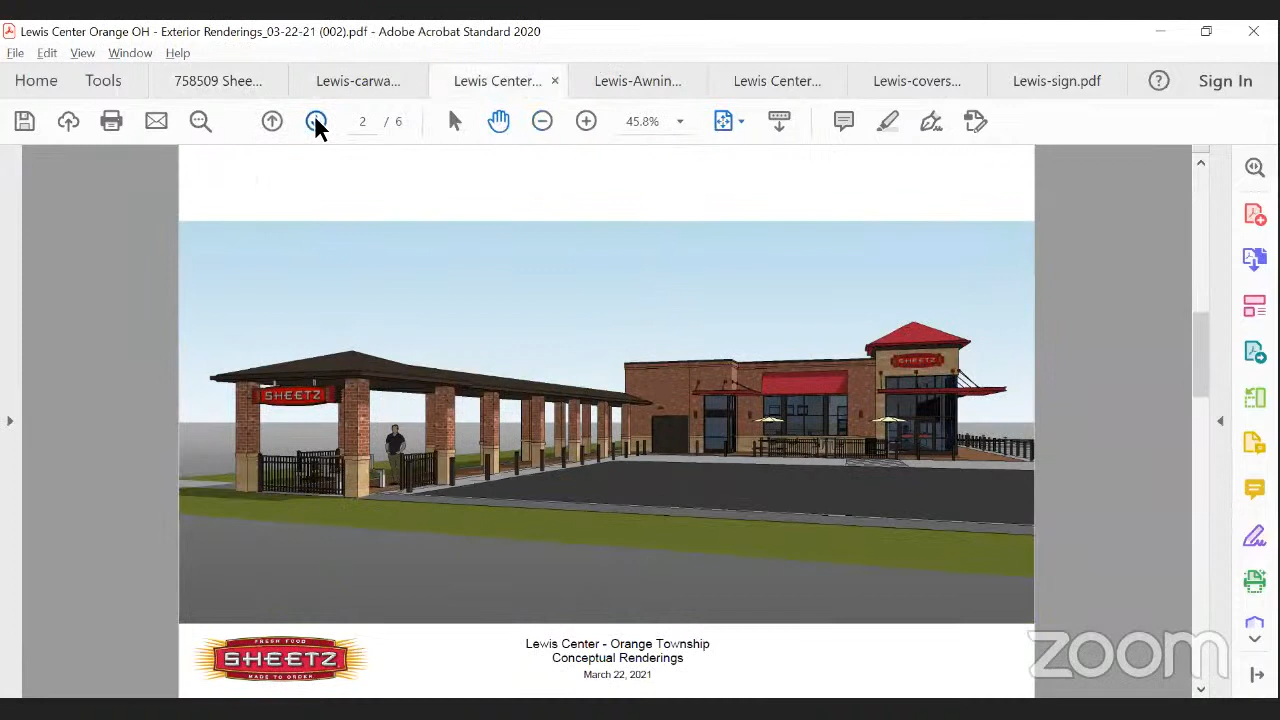 Lewis Center Orange OH - Exterior Renderings_03-22-21 (002).pdf - Adobe Acrobat Standard 2020
File Edit View Window Help
Home Tools 758509 Shee... Lewis-carwa... Lewis Center... × Lewis-Awnin... Lewis Center... Lewis-covers... Lewis-sign.pdf ? Sign In
2 / 6 45.8%
SHEETZ
SHEETZ
FRESH FOOD
SHEETZ
MADE TO ORDER
Lewis Center - Orange Township
Conceptual Renderings
March 22, 2021
zoom